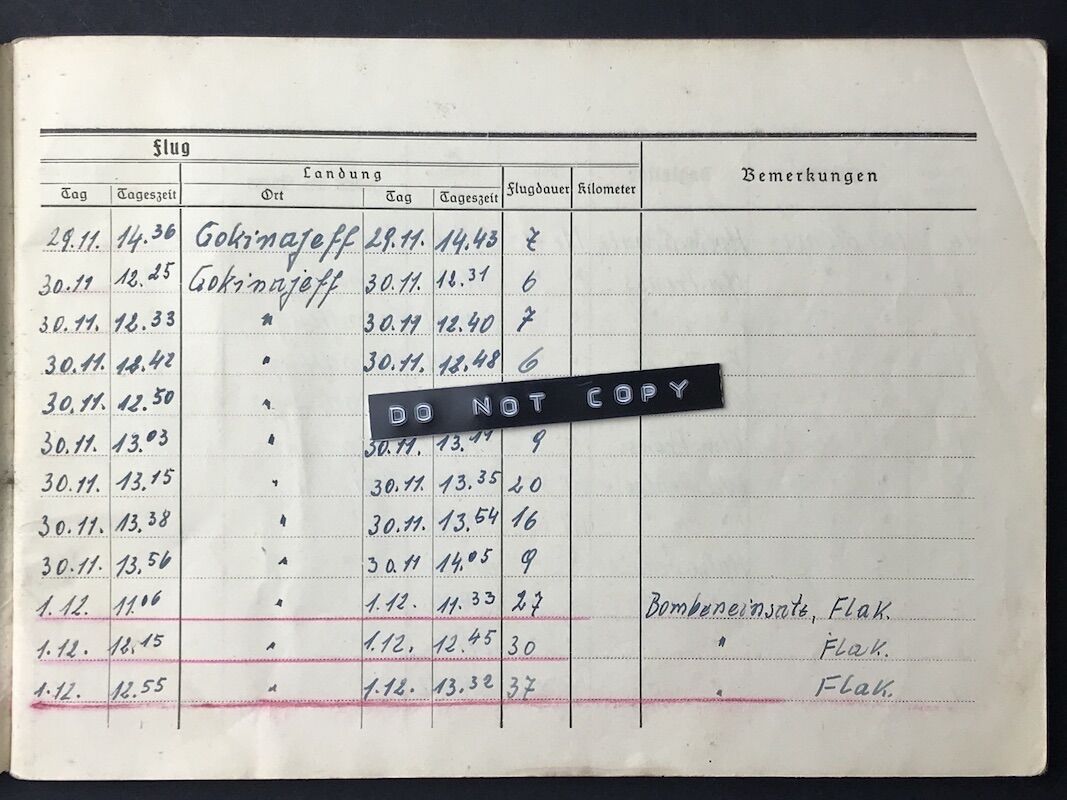 Flug
Landung
Bemerkungen
Tag Tageszeit Ort Tag Tageszeit Flugdauer Kilometer
29.11. 14.36 Gokinajeff 29.11. 14.43 7
30.11 12.25 Gokinajeff 30.11. 12.31 6
30.11. 12.33 " 30.11 12.40 7
30.11. 12.42 " 30.11. 12.48 6
30.11. 12.50 "
DO NOT COPY
30.11. 13.03 " 30.11. 13.11 9
30.11. 13.15 " 30.11. 13.35 20
30.11. 13.38 " 30.11. 13.54 16
30.11. 13.56 " 30.11 14.05 9
1.12. 11.06 " 1.12. 11.33 27 Bombeneinsatz, Flak.
1.12. 12.15 " 1.12. 12.45 30 " Flak.
1.12. 12.55 " 1.12. 13.32 37 " Flak.